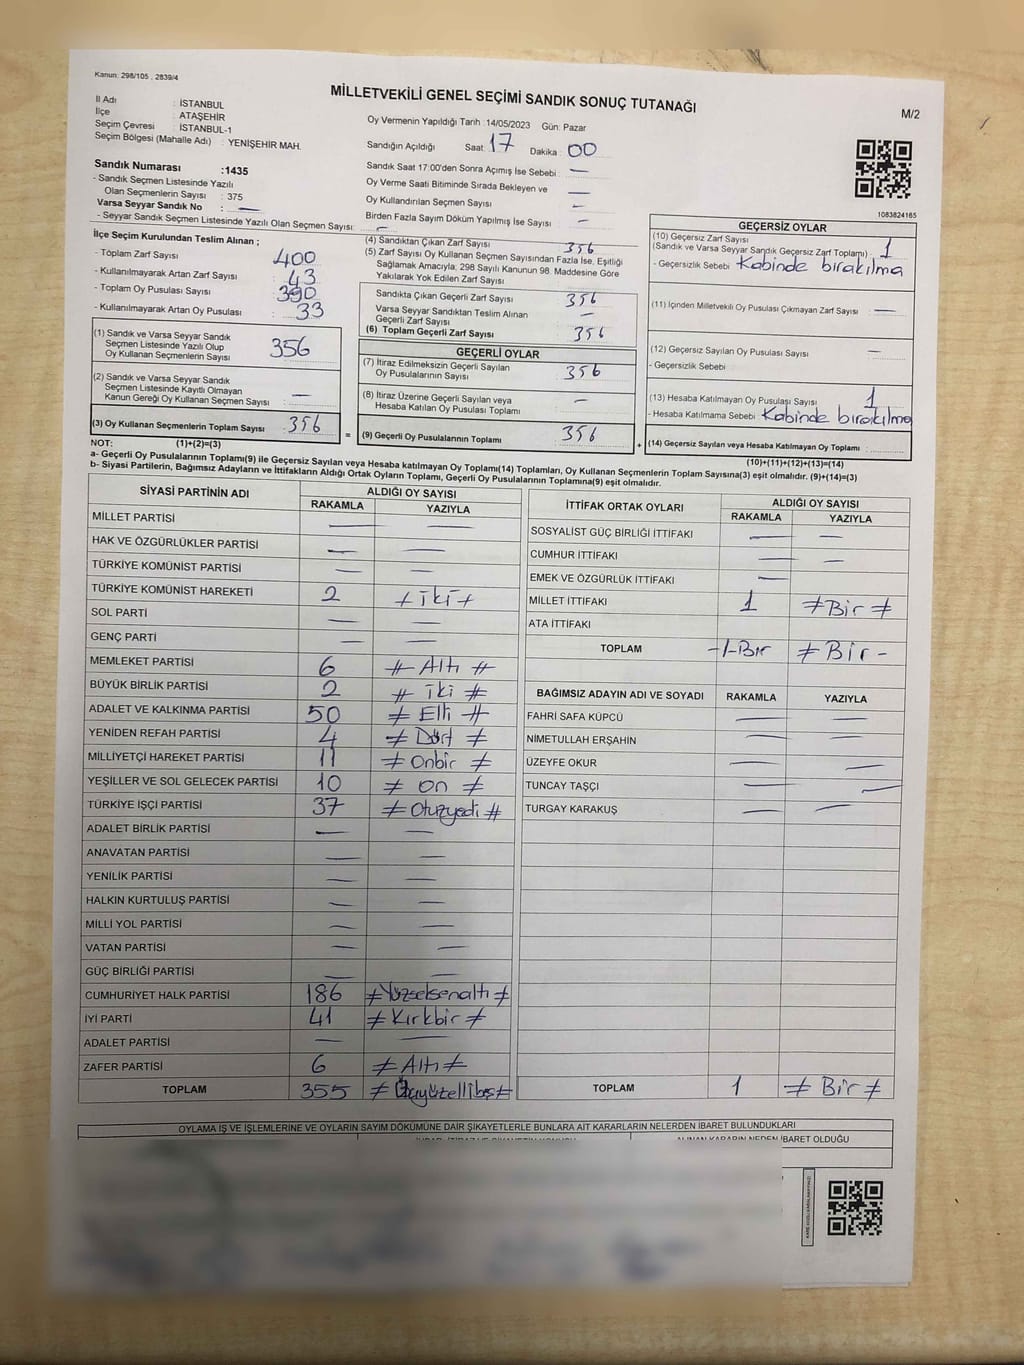 Kanun: 298/105 , 2839/4
MİLLETVEKİLİ GENEL SEÇİMİ SANDIK SONUÇ TUTANAĞI
M/2
İl Adı : İSTANBUL
İlçe : ATAŞEHİR
Seçim Çevresi : İSTANBUL-1
Seçim Bölgesi (Mahalle Adı) : YENİŞEHİR MAH.
Oy Vermenin Yapıldığı Tarih : 14/05/2023 Gün: Pazar
Sandığın Açıldığı Saat : 17 Dakika : 00
Sandık Saat 17:00'den Sonra Açımış İse Sebebi : —
Oy Verme Saati Bitiminde Sırada Bekleyen ve —
Oy Kullandırılan Seçmen Sayısı : —
Birden Fazla Sayım Döküm Yapılmış İse Sayısı : —
Sandık Numarası :1435
- Sandık Seçmen Listesinde Yazılı
Olan Seçmenlerin Sayısı : 375
Varsa Seyyar Sandık No : —
- Seyyar Sandık Seçmen Listesinde Yazılı Olan Seçmen Sayısı: —
1083824165
İlçe Seçim Kurulundan Teslim Alınan ;
- Toplam Zarf Sayısı : 400
- Kullanılmayarak Artan Zarf Sayısı : 43
- Toplam Oy Pusulası Sayısı : 390
- Kullanılmayarak Artan Oy Pusulası : 33
(1) Sandık ve Varsa Seyyar Sandık
Seçmen Listesinde Yazılı Olup
Oy Kullanan Seçmenlerin Sayısı : 356
(2) Sandık ve Varsa Seyyar Sandık
Seçmen Listesinde Kayıtlı Olmayan
Kanun Gereği Oy Kullanan Seçmen Sayısı : —
(3) Oy Kullanan Seçmenlerin Toplam Sayısı : 356
(4) Sandıktan Çıkan Zarf Sayısı : 356
(5) Zarf Sayısı Oy Kullanan Seçmen Sayısından Fazla İse, Eşitliği
Sağlamak Amacıyla; 298 Sayılı Kanunun 98. Maddesine Göre
Yakılarak Yok Edilen Zarf Sayısı :
Sandıkta Çıkan Geçerli Zarf Sayısı : 356
Varsa Seyyar Sandıktan Teslim Alınan
Geçerli Zarf Sayısı : —
(6) Toplam Geçerli Zarf Sayısı : 356
GEÇERLİ OYLAR
(7) İtiraz Edilmeksizin Geçerli Sayılan
Oy Pusulalarının Sayısı : 356
(8) İtiraz Üzerine Geçerli Sayılan veya
Hesaba Katılan Oy Pusulası Toplamı : —
= (9) Geçerli Oy Pusulalarının Toplamı : 356
GEÇERSİZ OYLAR
(10) Geçersiz Zarf Sayısı
(Sandık ve Varsa Seyyar Sandık Geçersiz Zarf Toplamı) : 1
- Geçersizlik Sebebi : Kabinde bırakılma
(11) İçinden Milletvekili Oy Pusulası Çıkmayan Zarf Sayısı : —
(12) Geçersiz Sayılan Oy Pusulası Sayısı : —
- Geçersizlik Sebebi :
(13) Hesaba Katılmayan Oy Pusulası Sayısı : 1
- Hesaba Katılmama Sebebi : Kabinde bırakılma
+ (14) Geçersiz Sayılan veya Hesaba Katılmayan Oy Toplamı :
NOT: (1)+(2)=(3) (10)+(11)+(12)+(13)=(14)
a- Geçerli Oy Pusulalarının Toplamı(9) ile Geçersiz Sayılan veya Hesaba katılmayan Oy Toplamı(14) Toplamları, Oy Kullanan Seçmenlerin Toplam Sayısına(3) eşit olmalıdır. (9)+(14)=(3)
b- Siyasi Partilerin, Bağımsız Adayların ve İttifakların Aldığı Ortak Oyların Toplamı, Geçerli Oy Pusulalarının Toplamına(9) eşit olmalıdır.
SİYASİ PARTİNİN ADI ALDIĞI OY SAYISI
RAKAMLA YAZIYLA
MİLLET PARTİSİ — —
HAK VE ÖZGÜRLÜKLER PARTİSİ — —
TÜRKİYE KOMÜNİST PARTİSİ — —
TÜRKİYE KOMÜNİST HAREKETİ 2 + iki +
SOL PARTİ — —
GENÇ PARTİ — —
MEMLEKET PARTİSİ 6 # Altı #
BÜYÜK BİRLİK PARTİSİ 2 # iki #
ADALET VE KALKINMA PARTİSİ 50 ≠ Elli #
YENİDEN REFAH PARTİSİ 4 ≠ Dört ≠
MİLLİYETÇİ HAREKET PARTİSİ 11 ≠ Onbir ≠
YEŞİLLER VE SOL GELECEK PARTİSİ 10 ≠ on ≠
TÜRKİYE İŞÇİ PARTİSİ 37 ≠ Otuzyedi #
ADALET BİRLİK PARTİSİ — —
ANAVATAN PARTİSİ — —
YENİLİK PARTİSİ — —
HALKIN KURTULUŞ PARTİSİ — —
MİLLİ YOL PARTİSİ — —
VATAN PARTİSİ — —
GÜÇ BİRLİĞİ PARTİSİ — —
CUMHURİYET HALK PARTİSİ 186 ≠Yüzseksenaltı ≠
İYİ PARTİ 41 ≠ Kırkbir ≠
ADALET PARTİSİ — —
ZAFER PARTİSİ 6 ≠ Altı ≠
TOPLAM 355 ≠ Üçyüzellibeş≠
İTTİFAK ORTAK OYLARI ALDIĞI OY SAYISI
RAKAMLA YAZIYLA
SOSYALİST GÜÇ BİRLİĞİ İTTİFAKI — —
CUMHUR İTTİFAKI — —
EMEK VE ÖZGÜRLÜK İTTİFAKI —
MİLLET İTTİFAKI 1 ≠Bir ≠
ATA İTTİFAKI
TOPLAM -1-Bir ≠ Bir -
BAĞIMSIZ ADAYIN ADI VE SOYADI RAKAMLA YAZIYLA
FAHRİ SAFA KÜPCÜ — —
NİMETULLAH ERŞAHİN — —
ÜZEYFE OKUR — —
TUNCAY TAŞÇI — —
TURGAY KARAKUŞ — —
TOPLAM 1 ≠ Bir ≠
OYLAMA İŞ VE İŞLEMLERİNE VE OYLARIN SAYIM DÖKÜMÜNE DAİR ŞİKAYETLERLE BUNLARA AİT KARARLARIN NELERDEN İBARET BULUNDUKLARI
ALINAN KARARIN NEDEN İBARET OLDUĞU